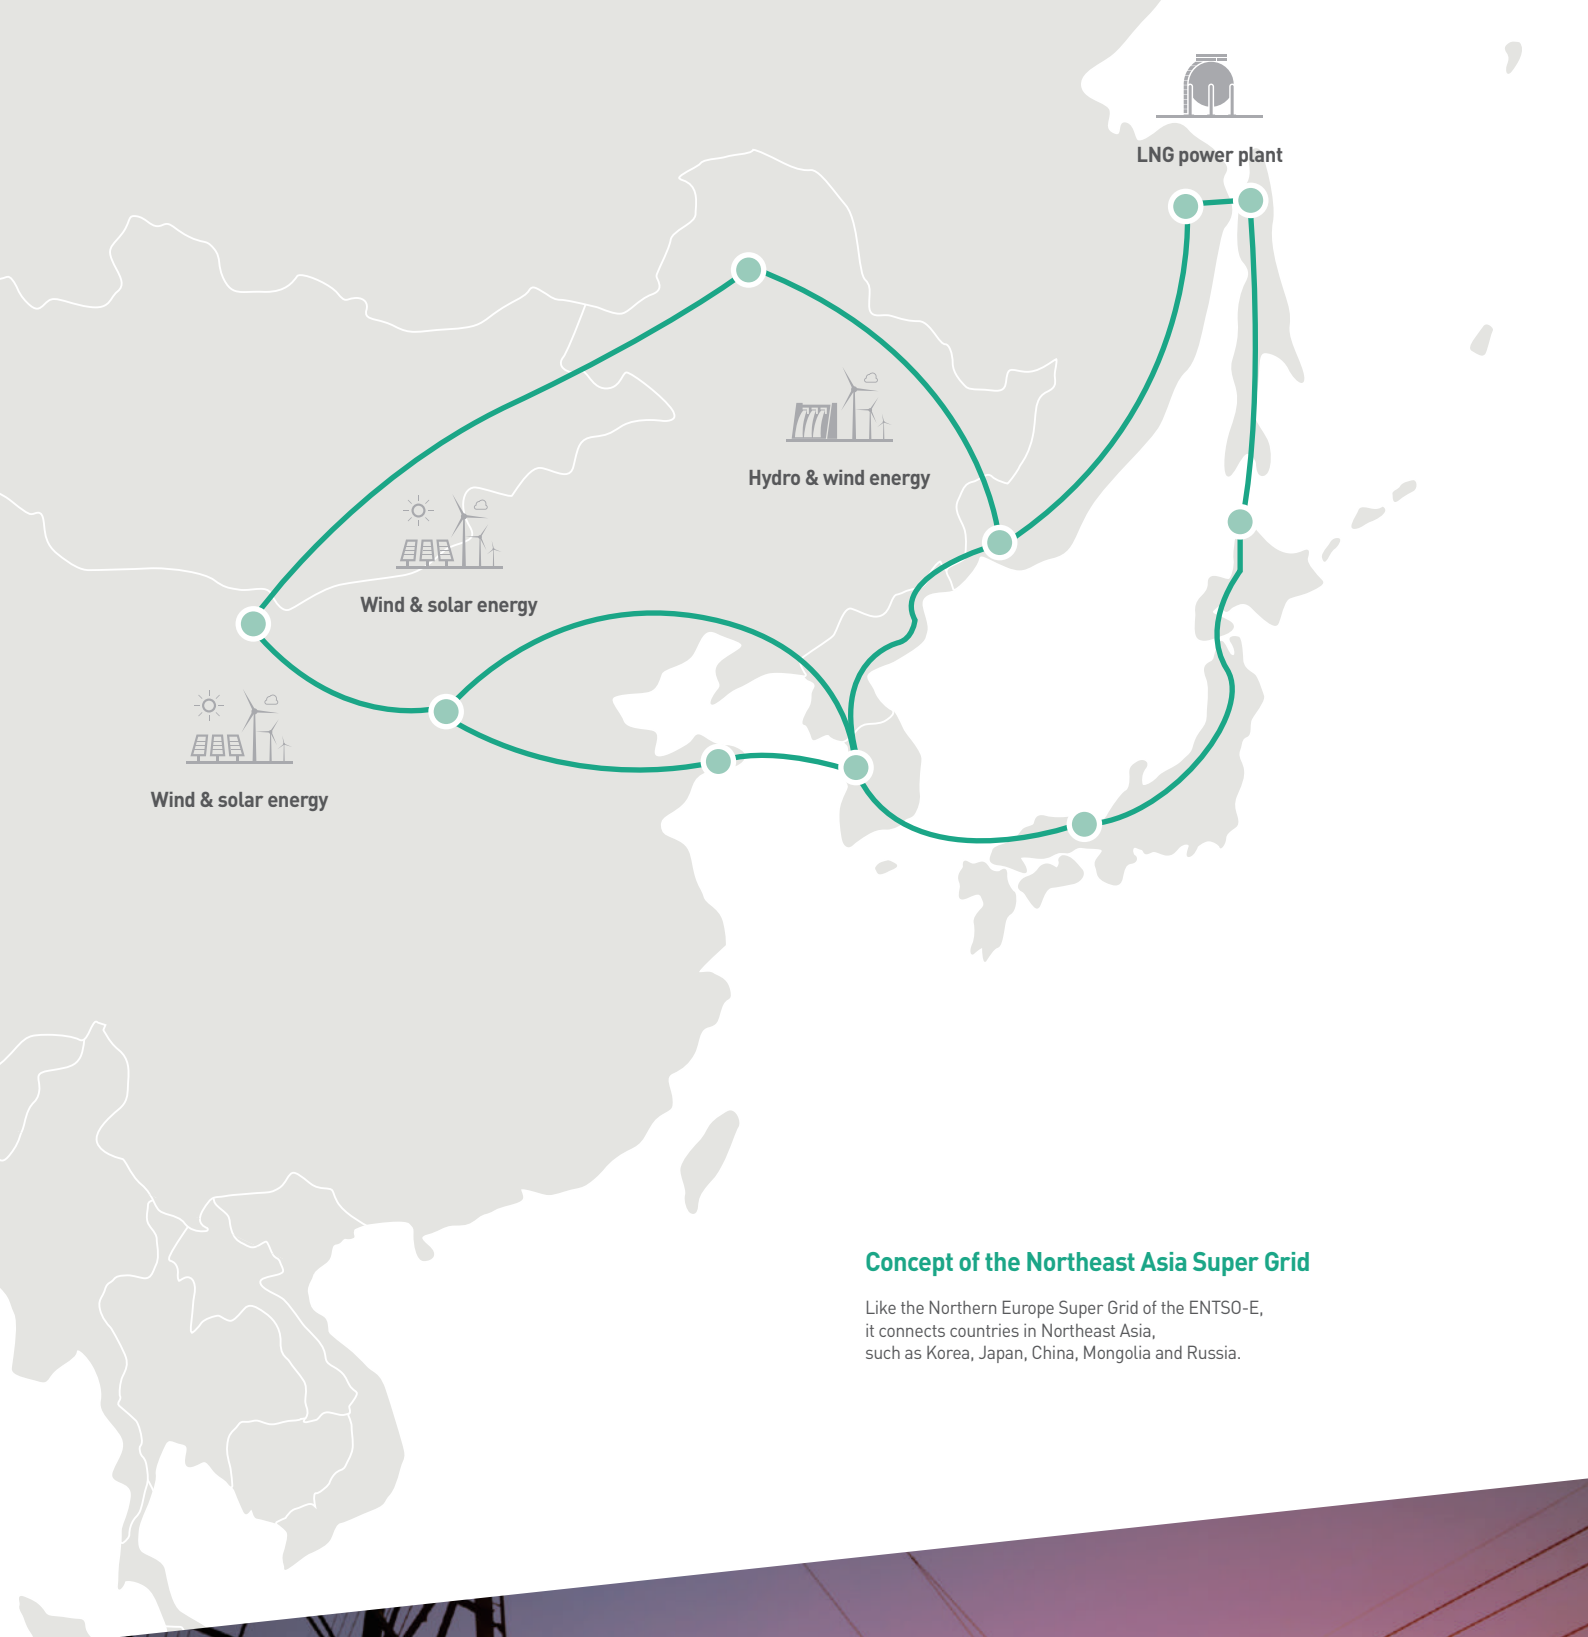 LNG power plant
Hydro & wind energy
Wind & solar energy
Wind & solar energy
Concept of the Northeast Asia Super Grid
Like the Northern Europe Super Grid of the ENTSO-E,
it connects countries in Northeast Asia,
such as Korea, Japan, China, Mongolia and Russia.